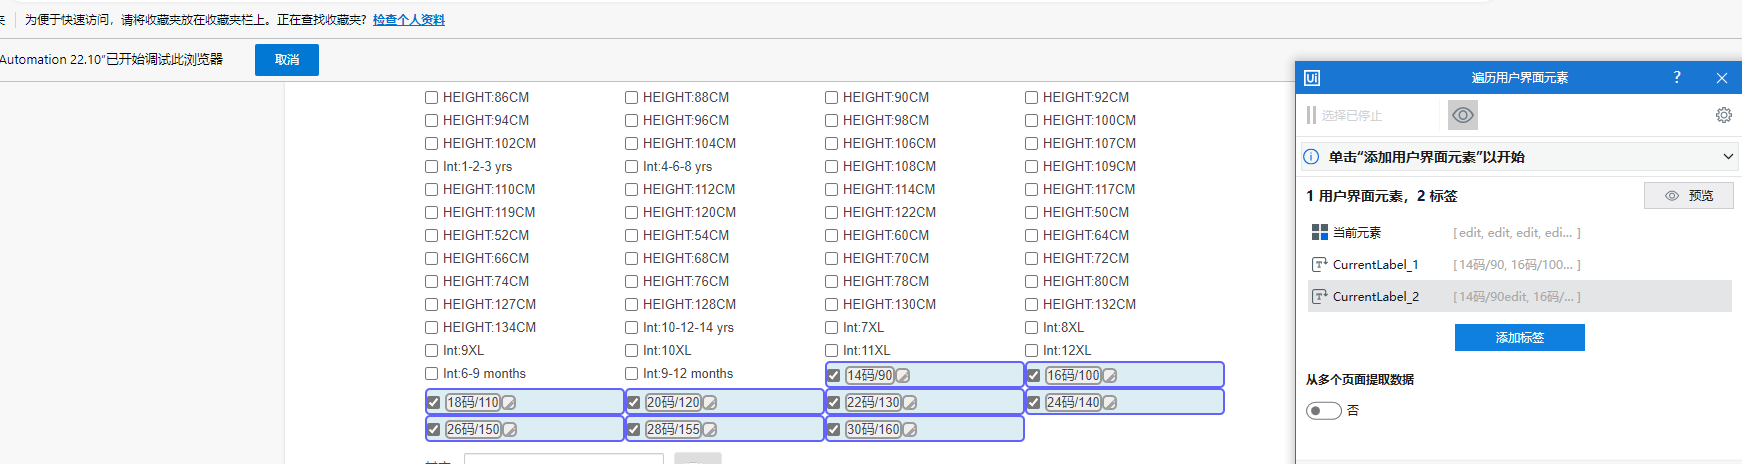 为便于快速访问，请将收藏夹放在收藏夹栏上。正在查找收藏夹? 检查个人资料
Automation 22.10"已开始调试此浏览器 取消
HEIGHT:86CM HEIGHT:88CM HEIGHT:90CM HEIGHT:92CM
HEIGHT:94CM HEIGHT:96CM HEIGHT:98CM HEIGHT:100CM
HEIGHT:102CM HEIGHT:104CM HEIGHT:106CM HEIGHT:107CM
Int:1-2-3 yrs Int:4-6-8 yrs HEIGHT:108CM HEIGHT:109CM
HEIGHT:110CM HEIGHT:112CM HEIGHT:114CM HEIGHT:117CM
HEIGHT:119CM HEIGHT:120CM HEIGHT:122CM HEIGHT:50CM
HEIGHT:52CM HEIGHT:54CM HEIGHT:60CM HEIGHT:64CM
HEIGHT:66CM HEIGHT:68CM HEIGHT:70CM HEIGHT:72CM
HEIGHT:74CM HEIGHT:76CM HEIGHT:78CM HEIGHT:80CM
HEIGHT:127CM HEIGHT:128CM HEIGHT:130CM HEIGHT:132CM
HEIGHT:134CM Int:10-12-14 yrs Int:7XL Int:8XL
Int:9XL Int:10XL Int:11XL Int:12XL
Int:6-9 months Int:9-12 months 14码/90 16码/100
18码/110 20码/120 22码/130 24码/140
26码/150 28码/155 30码/160
Ui 遍历用户界面元素 ?
选择已停止
单击“添加用户界面元素”以开始
1 用户界面元素，2 标签 预览
当前元素 [ edit, edit, edit, edi... ]
CurrentLabel_1 [ 14码/90, 16码/100... ]
CurrentLabel_2 [ 14码/90edit, 16码/... ]
添加标签
从多个页面提取数据
否